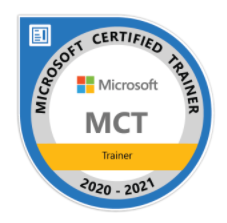 MICROSOFT CERTIFIED TRAINER
Microsoft
MCT
Trainer
2020 - 2021